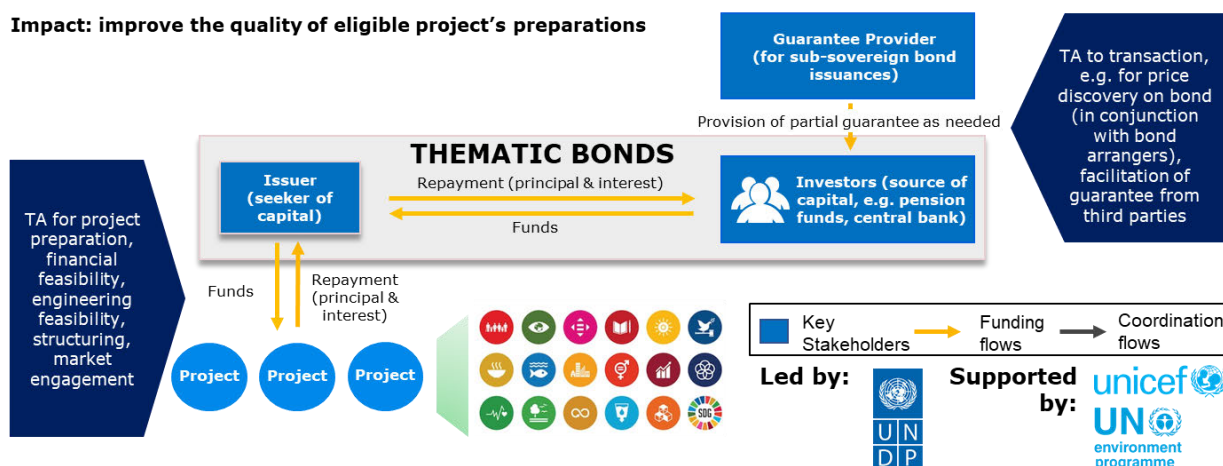 Impact: improve the quality of eligible project's preparations
Guarantee Provider
(for sub-sovereign bond
issuances)
TA to transaction,
e.g. for price
discovery on bond
(in conjunction
with bond
arrangers),
facilitation of
guarantee from
third parties
Provision of partial guarantee as needed
THEMATIC BONDS
Issuer
(seeker of
capital)
Repayment (principal & interest)
Funds
Investors (source of
capital, e.g. pension
funds, central bank)
TA for project
preparation,
financial
feasibility,
engineering
feasibility,
structuring,
market
engagement
Funds
Repayment
(principal &
interest)
Project
Project
Project
SDG
Key
Stakeholders
Funding
flows
Coordination
flows
Led by:
U N
D P
Supported
by:
unicef
UN
environment
programme